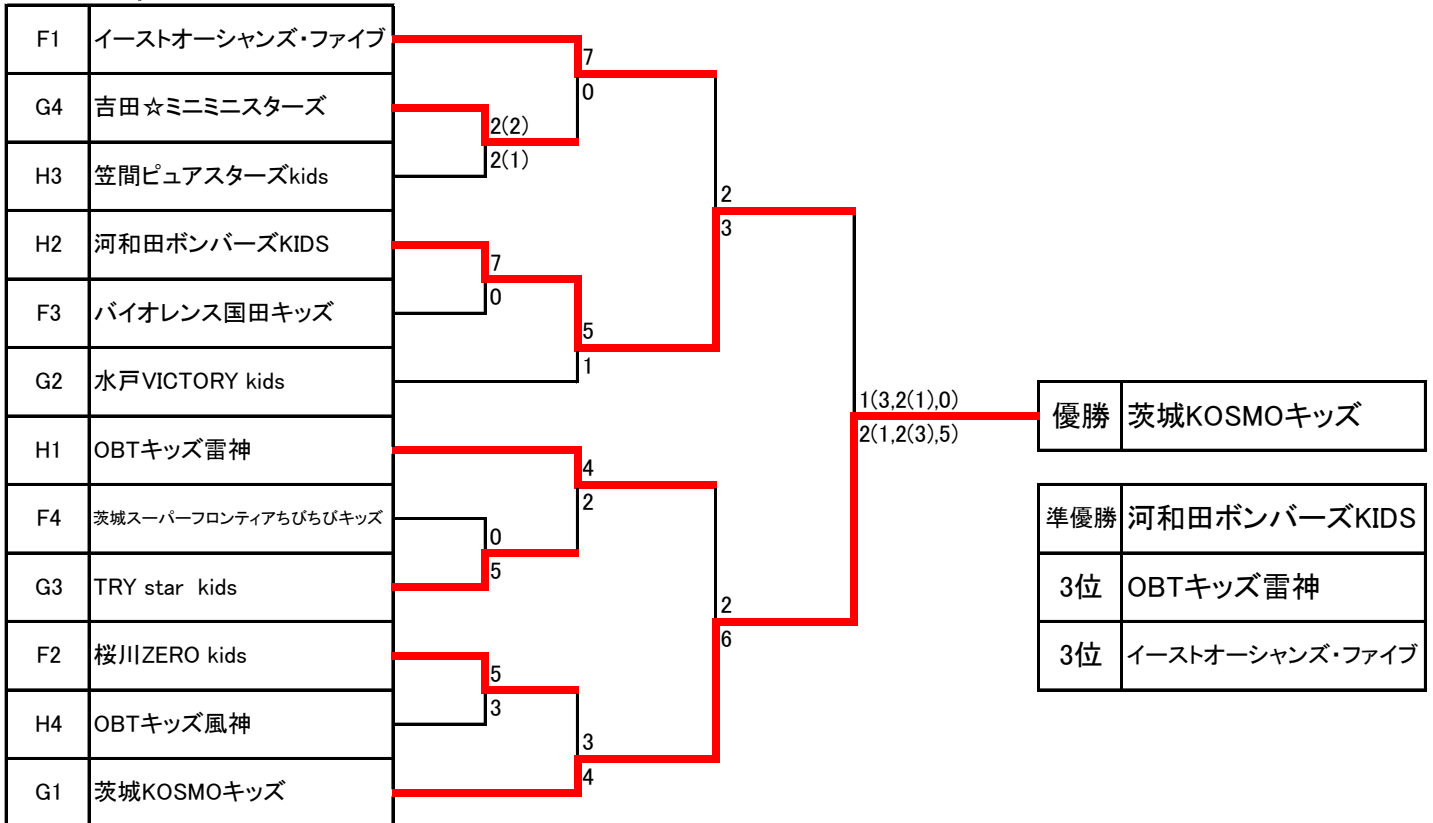 F1 イーストオーシャンズ・ファイブ
7
0
G4 吉田☆ミニミニスターズ
2(2)
2(1)
H3 笠間ピュアスターズkids
2
3
H2 河和田ボンバーズKIDS
7
0
F3 バイオレンス国田キッズ
5
1
G2 水戸VICTORY kids
1(3,2(1),0)
2(1,2(3),5)
優勝 茨城KOSMOキッズ
H1 OBTキッズ雷神
4
2
F4 茨城スーパーフロンティアちびちびキッズ
0
5
準優勝 河和田ボンバーズKIDS
G3 TRY star kids
3位 OBTキッズ雷神
2
6
F2 桜川ZERO kids
3位 イーストオーシャンズ・ファイブ
5
3
H4 OBTキッズ風神
3
4
G1 茨城KOSMOキッズ